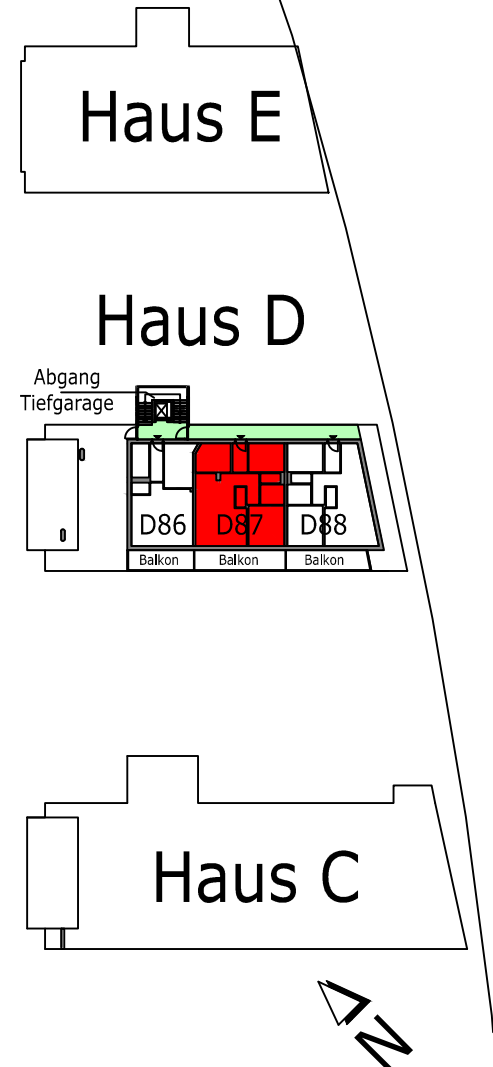 Haus E
Haus D
Abgang
Tiefgarage
D86 D87 D88
Balkon Balkon Balkon
Haus C
N